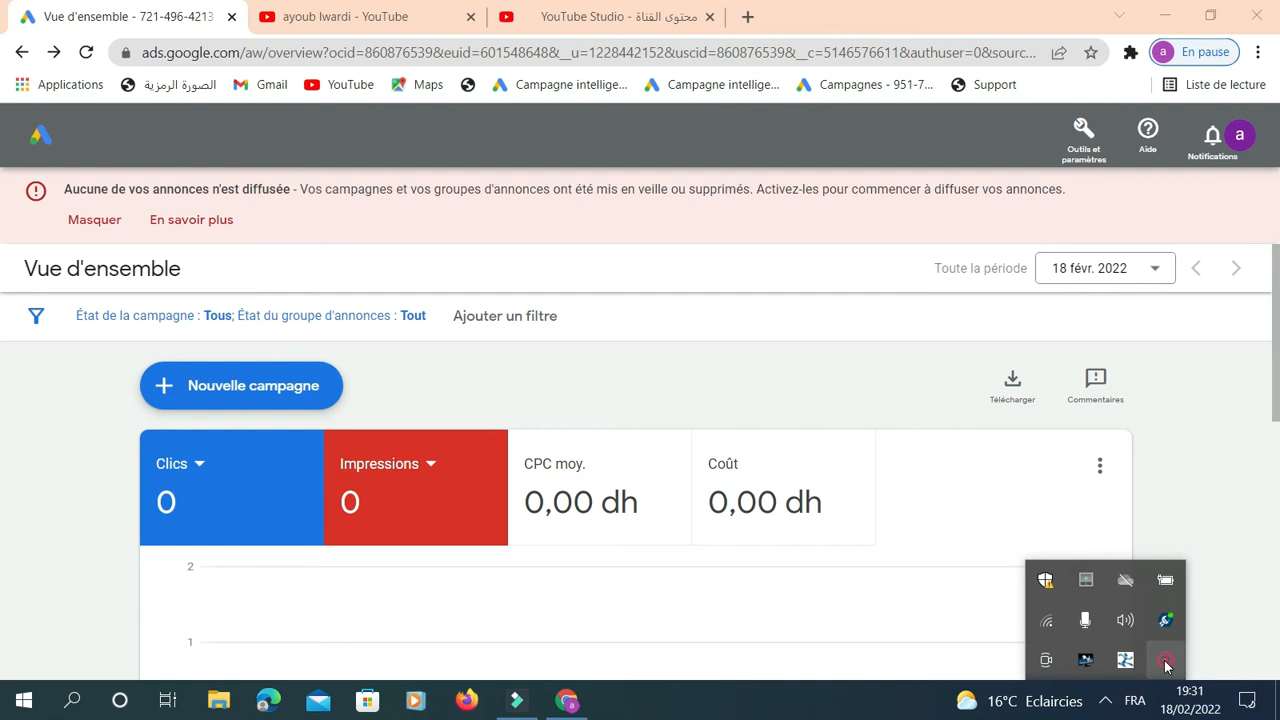 Vue d'ensemble - 721-496-4213
ayoub lwardi - YouTube
محتوى القناة - YouTube Studio
ads.google.com/aw/overview?ocid=860876539&euid=601548648&__u=1228442152&uscid=860876539&__c=5146576611&authuser=0&sourc...
a
En pause
Applications
الصورة الرمزية
Gmail
YouTube
Maps
Campagne intellige...
Campagne intellige...
Campagnes - 951-7...
Support
Liste de lecture
Outils et paramètres
Aide
Notifications
a
Aucune de vos annonces n'est diffusée - Vos campagnes et vos groupes d'annonces ont été mis en veille ou supprimés. Activez-les pour commencer à diffuser vos annonces.
Masquer
En savoir plus
Vue d'ensemble
Toute la période
18 févr. 2022
État de la campagne : Tous; État du groupe d'annonces : Tout
Ajouter un filtre
Nouvelle campagne
Télécharger
Commentaires
Clics
Impressions
CPC moy.
Coût
0
0
0,00 dh
0,00 dh
2
1
16°C Eclaircies
FRA
19:31
18/02/2022